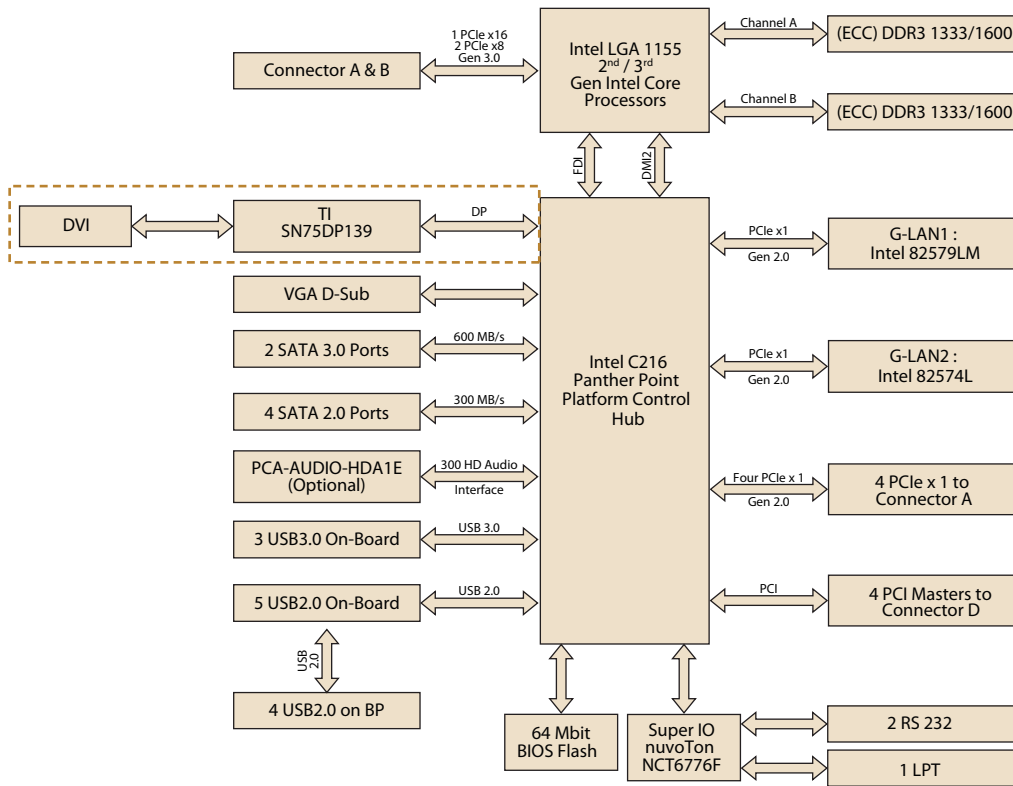 1 PCIe x16
2 PCIe x8
Gen 3.0
Connector A & B
Intel LGA 1155
2nd / 3rd
Gen Intel Core
Processors
Channel A
(ECC) DDR3 1333/1600
Channel B
(ECC) DDR3 1333/1600
FDI
DMI2
DVI
TI
SN75DP139
DP
VGA D-Sub
2 SATA 3.0 Ports
600 MB/s
4 SATA 2.0 Ports
300 MB/s
PCA-AUDIO-HDA1E
(Optional)
300 HD Audio
Interface
3 USB3.0 On-Board
USB 3.0
5 USB2.0 On-Board
USB 2.0
USB
2.0
4 USB2.0 on BP
Intel C216
Panther Point
Platform Control
Hub
PCIe x1
Gen 2.0
G-LAN1 :
Intel 82579LM
PCIe x1
Gen 2.0
G-LAN2 :
Intel 82574L
Four PCIe x 1
Gen 2.0
4 PCIe x 1 to
Connector A
PCI
4 PCI Masters to
Connector D
64 Mbit
BIOS Flash
Super IO
nuvoTon
NCT6776F
2 RS 232
1 LPT